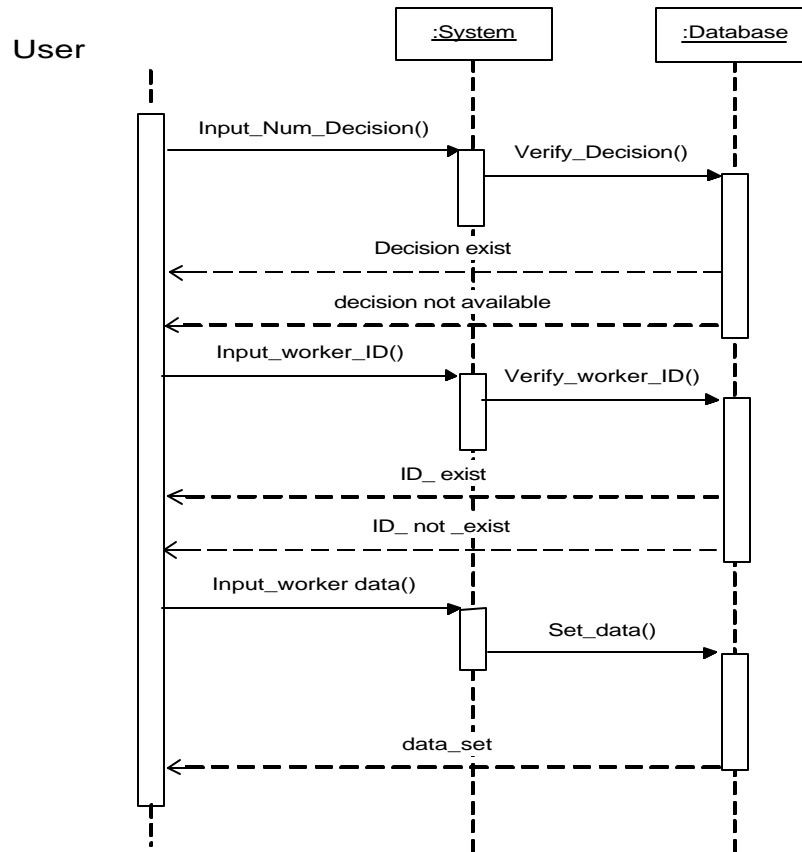 User
:System
:Database
Input_Num_Decision()
Verify_Decision()
Decision exist
decision not available
Input_worker_ID()
Verify_worker_ID()
ID_ exist
ID_ not _exist
Input_worker data()
Set_data()
data_set